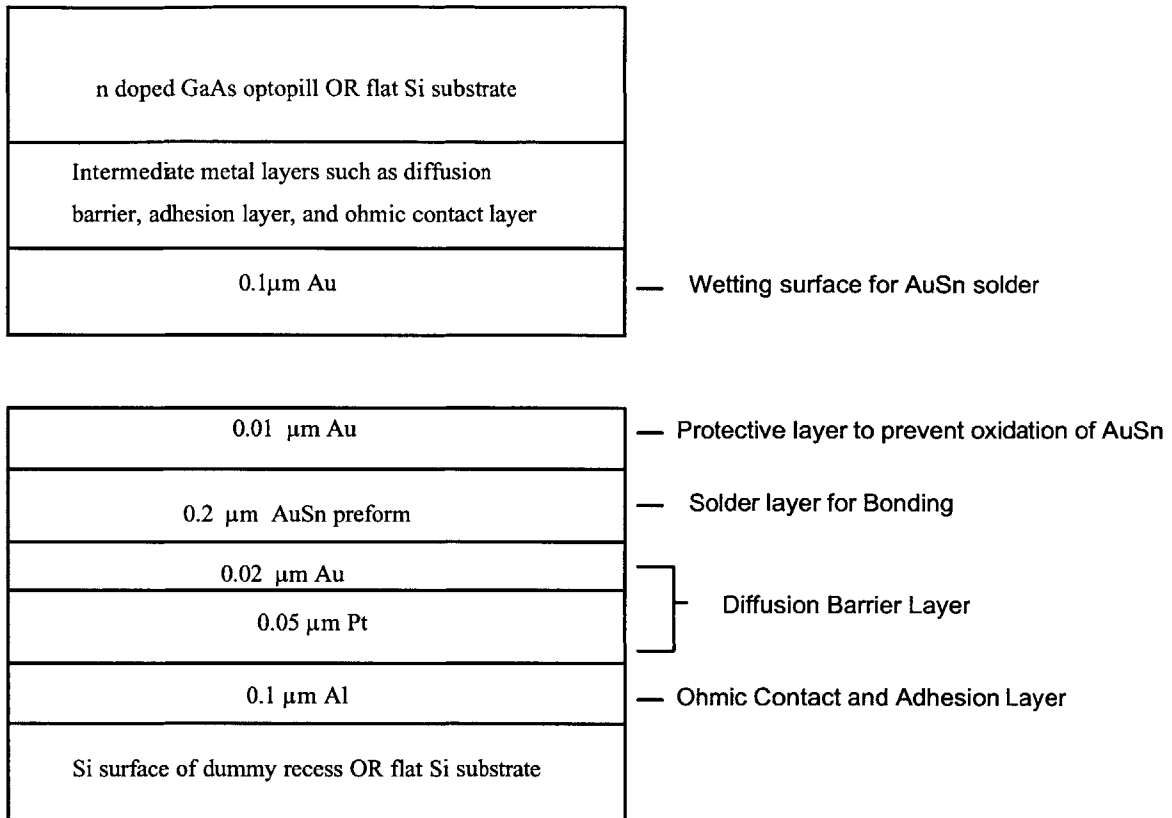 n doped GaAs optopill OR flat Si substrate
Intermediate metal layers such as diffusion
barrier, adhesion layer, and ohmic contact layer
0.1μm Au
Wetting surface for AuSn solder
0.01 μm Au
Protective layer to prevent oxidation of AuSn
0.2 μm AuSn preform
Solder layer for Bonding
0.02 μm Au
0.05 μm Pt
Diffusion Barrier Layer
0.1 μm Al
Ohmic Contact and Adhesion Layer
Si surface of dummy recess OR flat Si substrate